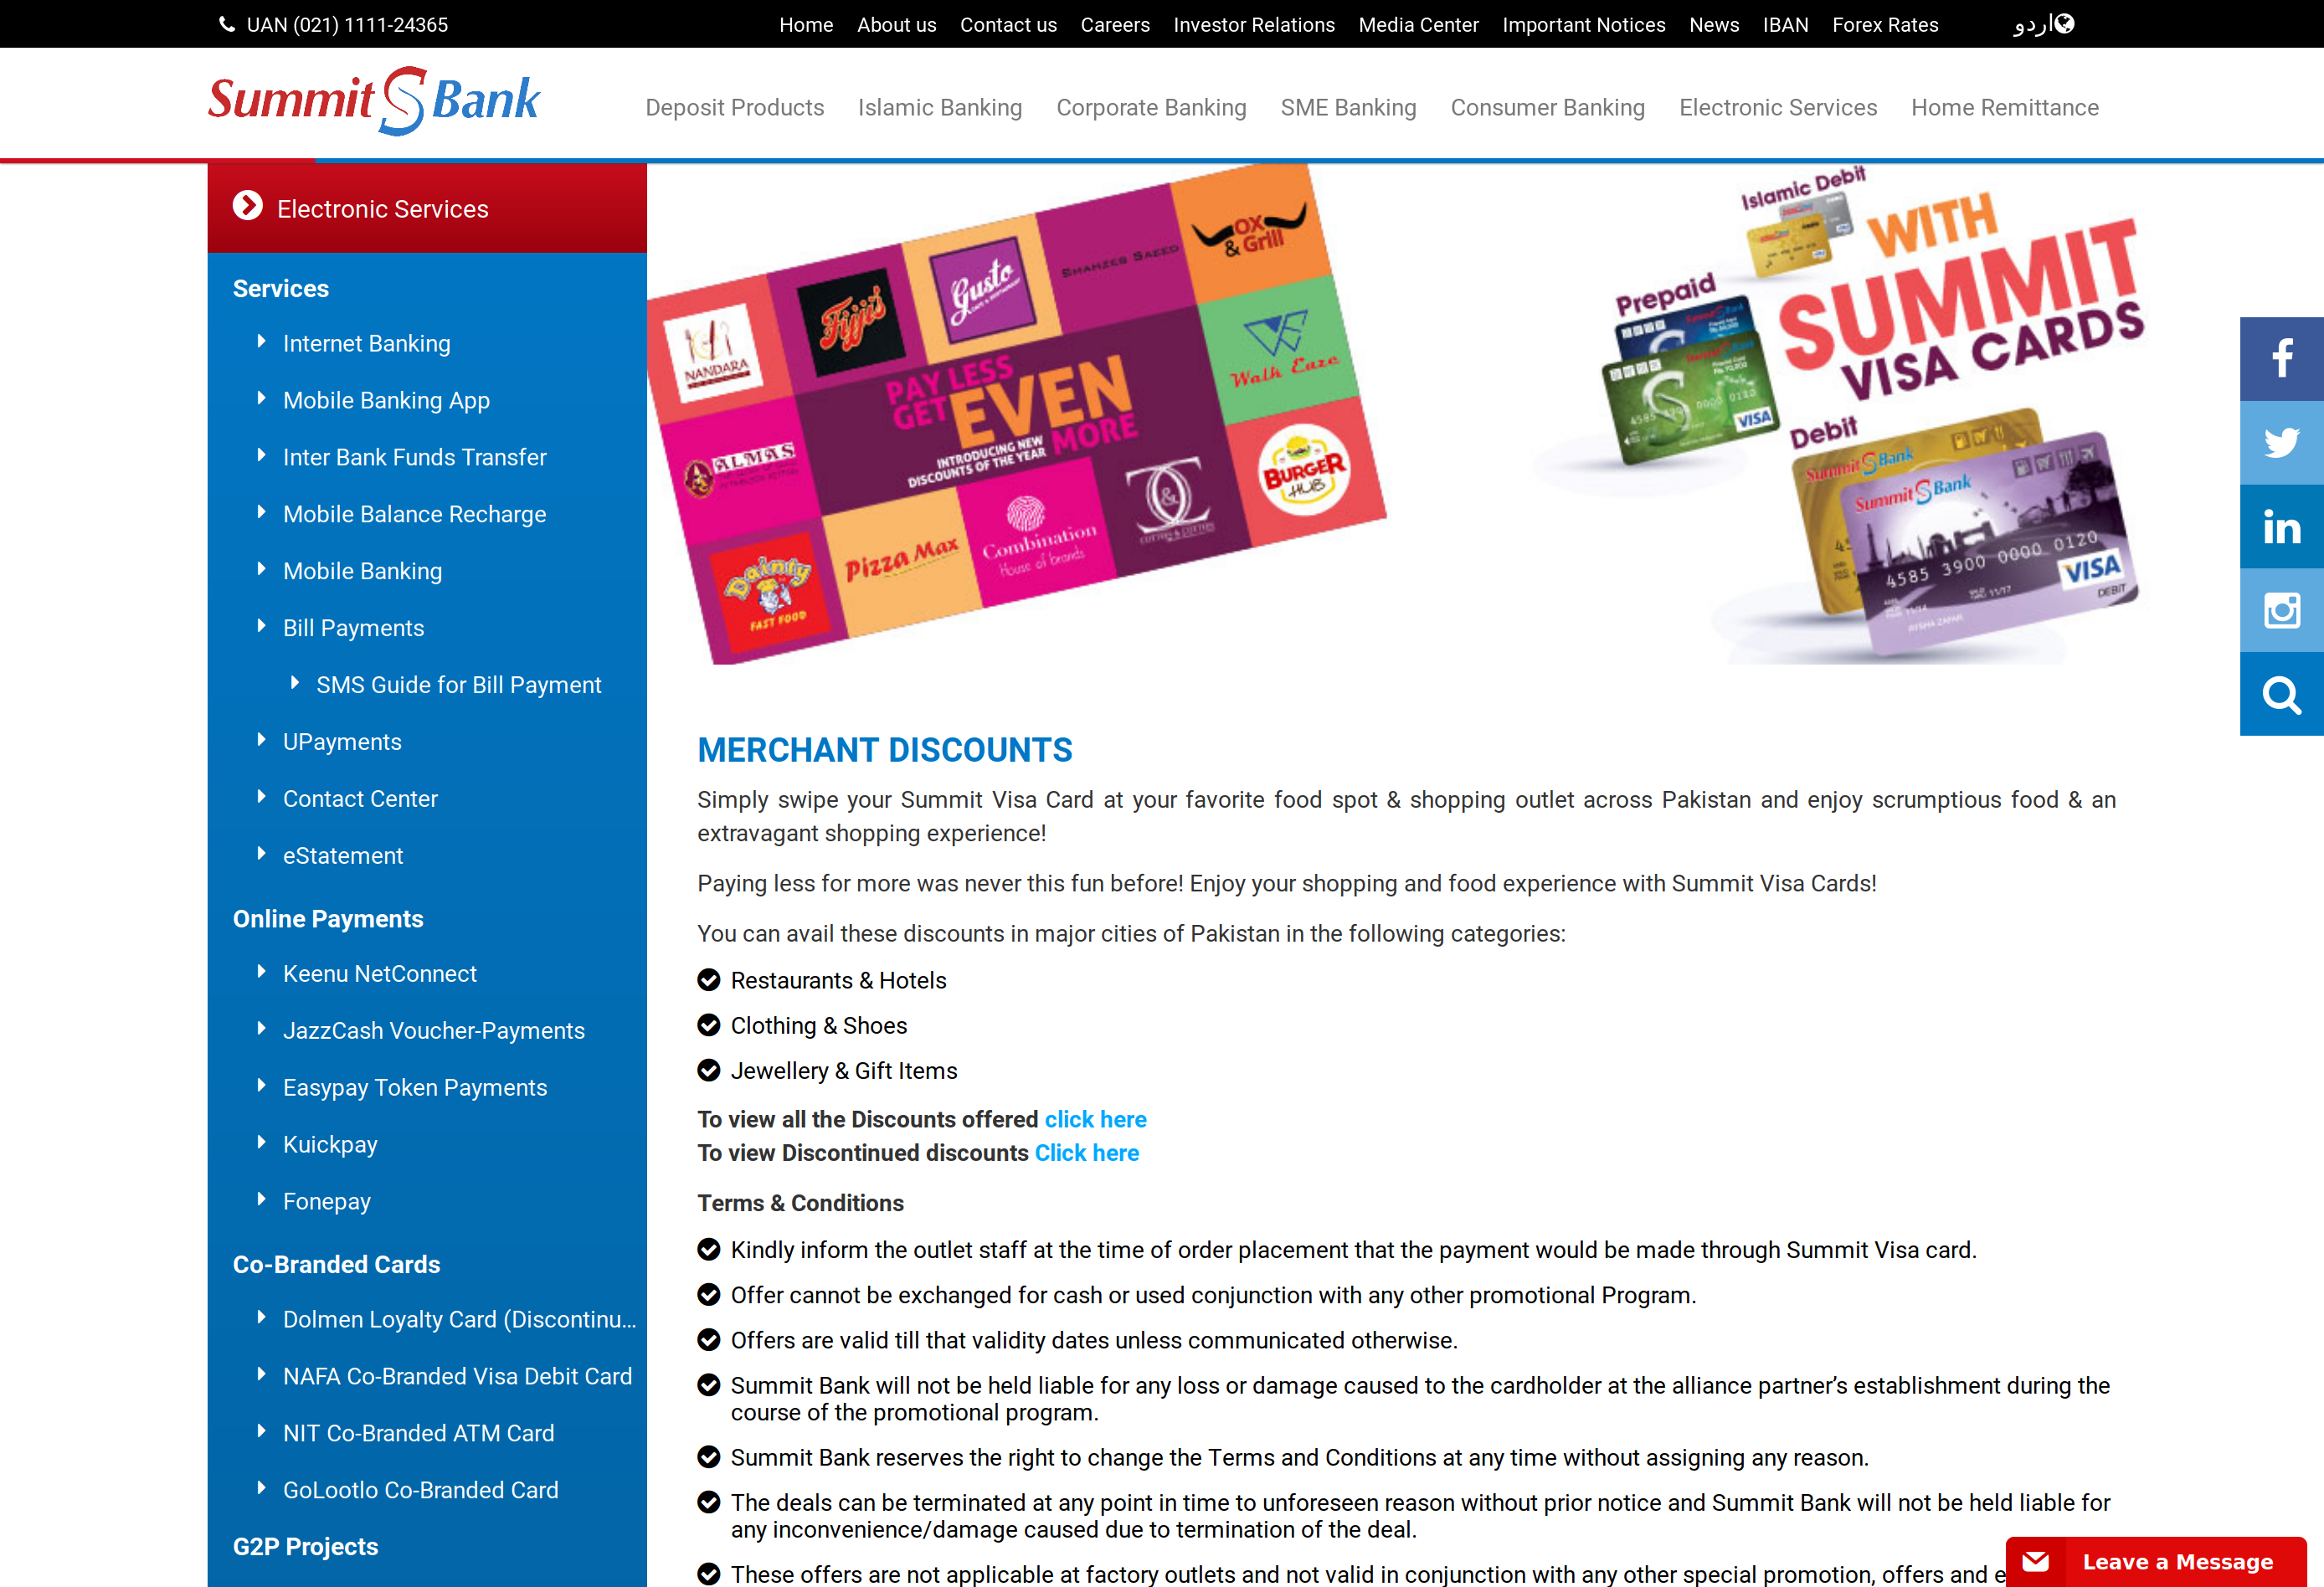 UAN (021) 1111-24365
Home About us Contact us Careers Investor Relations Media Center Important Notices News IBAN Forex Rates اردو
Summit S Bank
Deposit Products Islamic Banking Corporate Banking SME Banking Consumer Banking Electronic Services Home Remittance
Electronic Services
Services
Internet Banking
Mobile Banking App
Inter Bank Funds Transfer
Mobile Balance Recharge
Mobile Banking
Bill Payments
SMS Guide for Bill Payment
UPayments
Contact Center
eStatement
Online Payments
Keenu NetConnect
JazzCash Voucher-Payments
Easypay Token Payments
Kuickpay
Fonepay
Co-Branded Cards
Dolmen Loyalty Card (Discontinu...
NAFA Co-Branded Visa Debit Card
NIT Co-Branded ATM Card
GoLootlo Co-Branded Card
G2P Projects
NANDARA
Fijji's
Gusto
SHAHZEB SAEED
OX
& Grill
ALMAS
PAY LESS
GET EVEN
MORE
INTRODUCING NEW
DISCOUNTS OF THE YEAR
Walk Eaze
Dainty
FAST FOOD
Pizza Max
Combination
House of brands
BURGER
HUB
Islamic Debit
WITH
SUMMIT
VISA CARDS
Prepaid
VISA
Debit
Summit S Bank
Summit S Bank
4585 3900 0000 0120
VISA
DEBIT
MERCHANT DISCOUNTS
Simply swipe your Summit Visa Card at your favorite food spot & shopping outlet across Pakistan and enjoy scrumptious food & an
extravagant shopping experience!
Paying less for more was never this fun before! Enjoy your shopping and food experience with Summit Visa Cards!
You can avail these discounts in major cities of Pakistan in the following categories:
Restaurants & Hotels
Clothing & Shoes
Jewellery & Gift Items
To view all the Discounts offered click here
To view Discontinued discounts Click here
Terms & Conditions
Kindly inform the outlet staff at the time of order placement that the payment would be made through Summit Visa card.
Offer cannot be exchanged for cash or used conjunction with any other promotional Program.
Offers are valid till that validity dates unless communicated otherwise.
Summit Bank will not be held liable for any loss or damage caused to the cardholder at the alliance partner’s establishment during the
course of the promotional program.
Summit Bank reserves the right to change the Terms and Conditions at any time without assigning any reason.
The deals can be terminated at any point in time to unforeseen reason without prior notice and Summit Bank will not be held liable for
any inconvenience/damage caused due to termination of the deal.
These offers are not applicable at factory outlets and not valid in conjunction with any other special promotion, offers and
Leave a Message